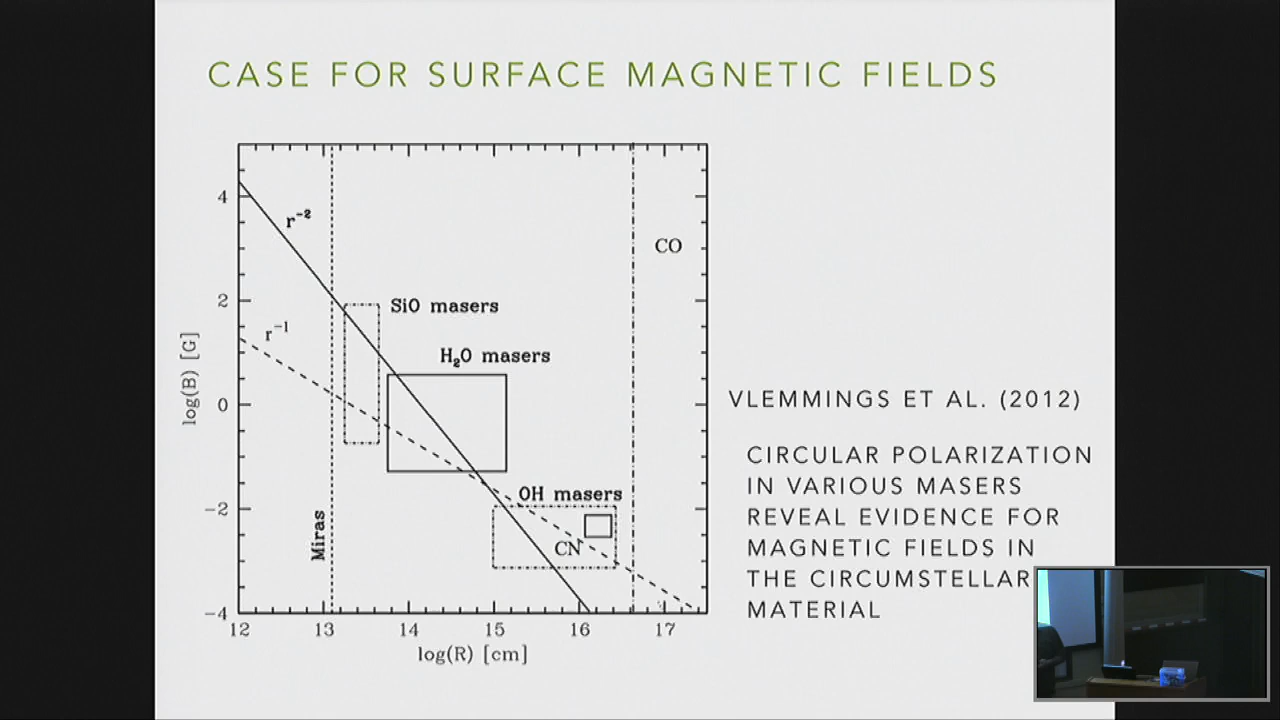 CASE FOR SURFACE MAGNETIC FIELDS
4
r⁻²
CO
2
SiO masers
r⁻¹
H₂O masers
log(B) [G]
0
VLEMMINGS ET AL. (2012)
CIRCULAR POLARIZATION
IN VARIOUS MASERS
REVEAL EVIDENCE FOR
MAGNETIC FIELDS IN
THE CIRCUMSTELLAR
MATERIAL
OH masers
−2
Miras
CN
−4
12 13 14 15 16 17
log(R) [cm]